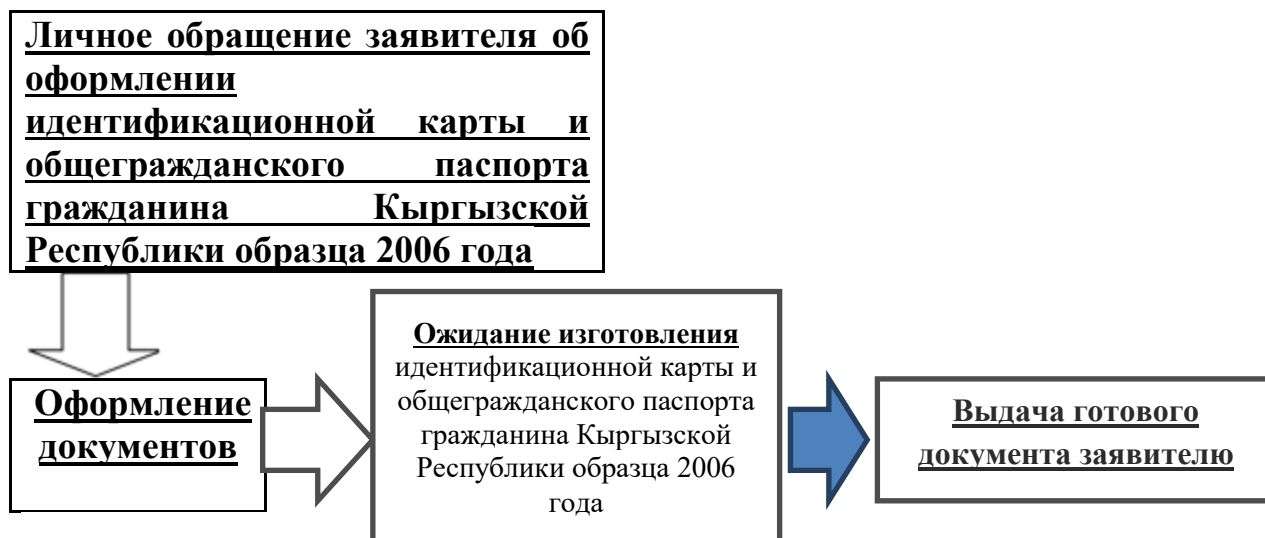 Личное обращение заявителя об
оформлении
идентификационной карты и
общегражданского паспорта
гражданина Кыргызской
Республики образца 2006 года
Оформление
документов
Ожидание изготовления
идентификационной карты и
общегражданского паспорта
гражданина Кыргызской
Республики образца 2006
года
Выдача готового
документа заявителю